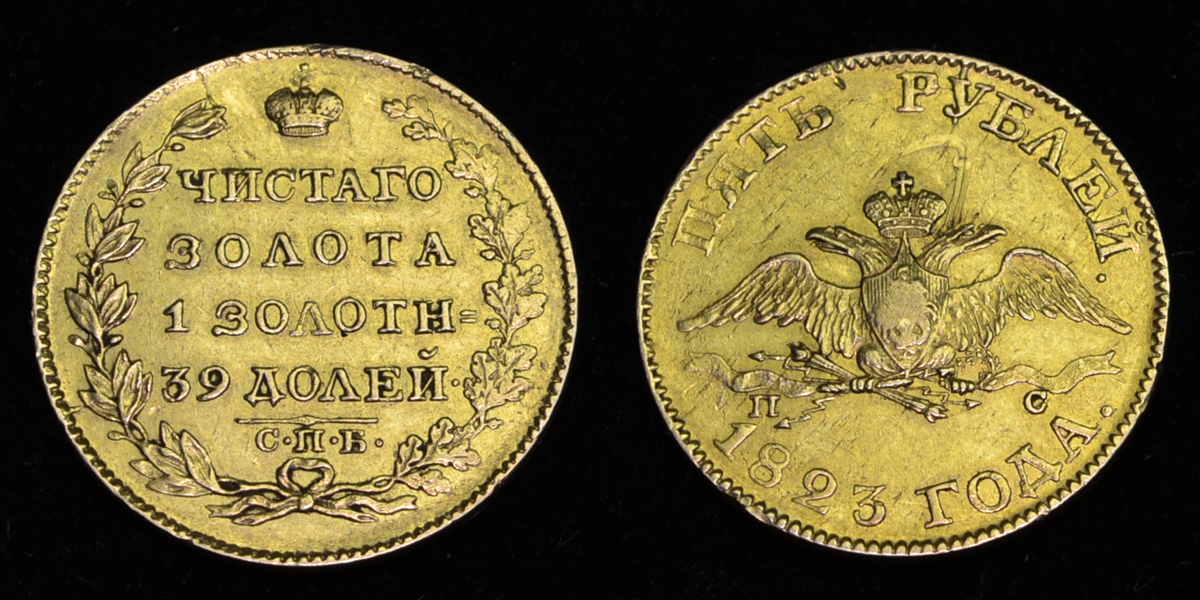 ЧИСТАГО
ЗОЛОТА
1 ЗОЛОТН=
39 ДОЛЕЙ·
С·П·Б·
ПЯТЬ РУБЛЕЙ.
П С
1823 ГОДА.